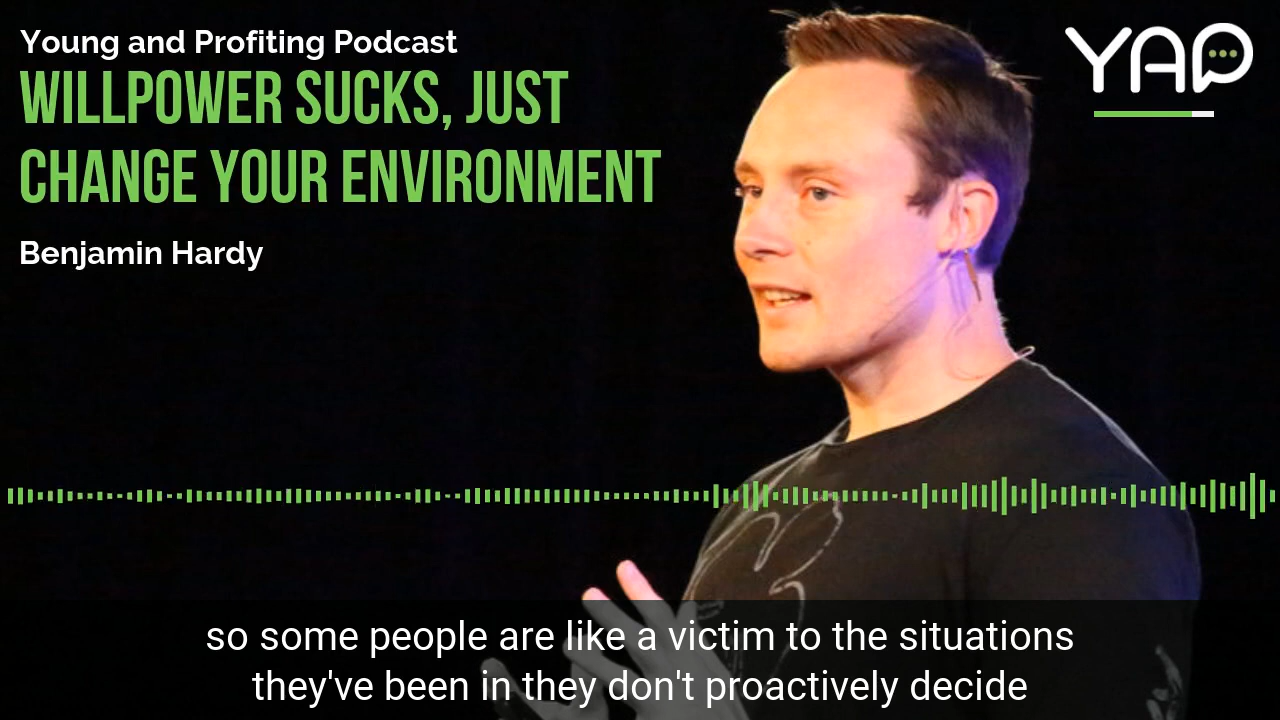 Young and Profiting Podcast
YAP
WILLPOWER SUCKS, JUST
CHANGE YOUR ENVIRONMENT
Benjamin Hardy
so some people are like a victim to the situations
they've been in they don't proactively decide